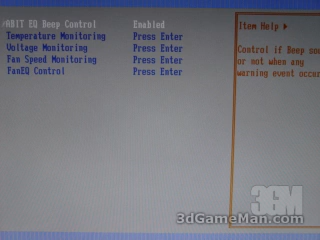 ABIT EQ Beep Control Enabled
Temperature Monitoring Press Enter
Voltage Monitoring Press Enter
Fan Speed Monitoring Press Enter
FanEQ Control Press Enter
Item Help
Control if Beep sou
or not when any
warning event occer
3GM
3dGameMan.com